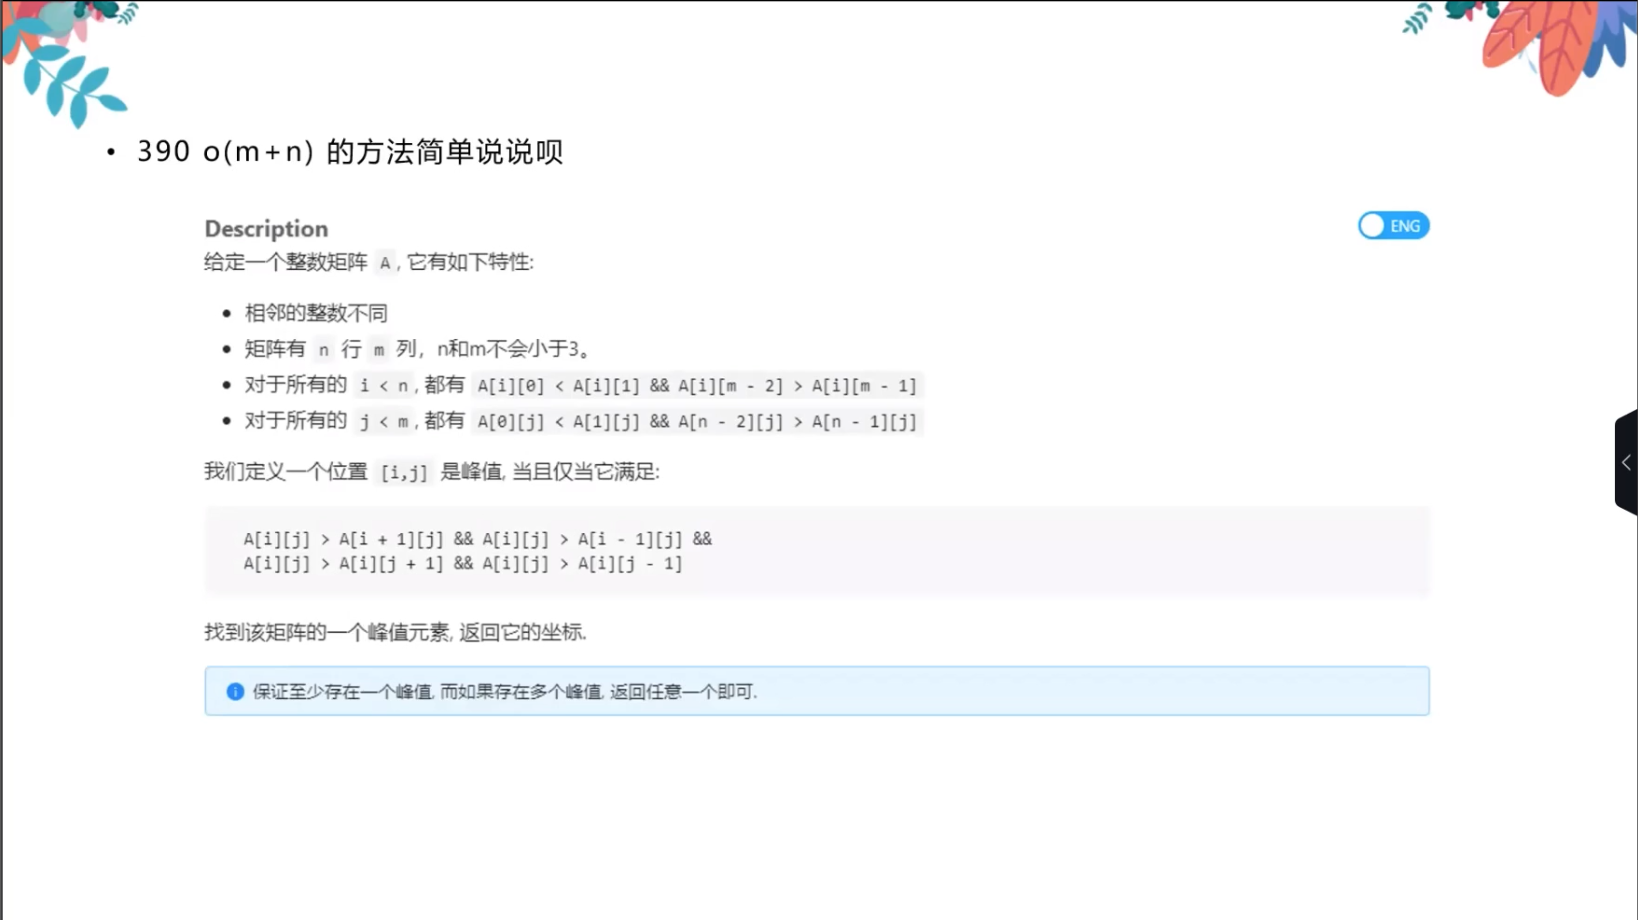 • 390 o(m+n) 的方法简单说说呗
Description
ENG
给定一个整数矩阵 A, 它有如下特性:
• 相邻的整数不同
• 矩阵有 n 行 m 列，n和m不会小于3。
• 对于所有的 i < n, 都有 A[i][0] < A[i][1] && A[i][m - 2] > A[i][m - 1]
• 对于所有的 j < m, 都有 A[0][j] < A[1][j] && A[n - 2][j] > A[n - 1][j]
我们定义一个位置 [i,j] 是峰值, 当且仅当它满足:
A[i][j] > A[i + 1][j] && A[i][j] > A[i - 1][j] &&
A[i][j] > A[i][j + 1] && A[i][j] > A[i][j - 1]
找到该矩阵的一个峰值元素, 返回它的坐标.
保证至少存在一个峰值, 而如果存在多个峰值, 返回任意一个即可.